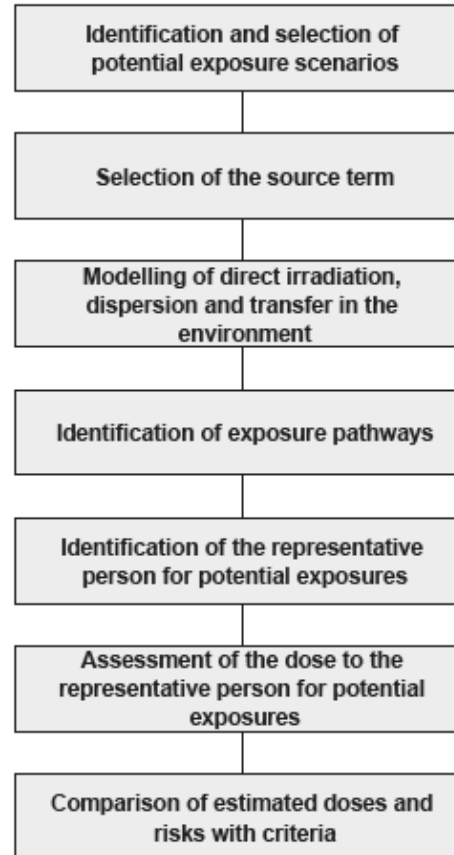 Identification and selection of
potential exposure scenarios
Selection of the source term
Modelling of direct irradiation,
dispersion and transfer in the
environment
Identification of exposure pathways
Identification of the representative
person for potential exposures
Assessment of the dose to the
representative person for potential
exposures
Comparison of estimated doses and
risks with criteria